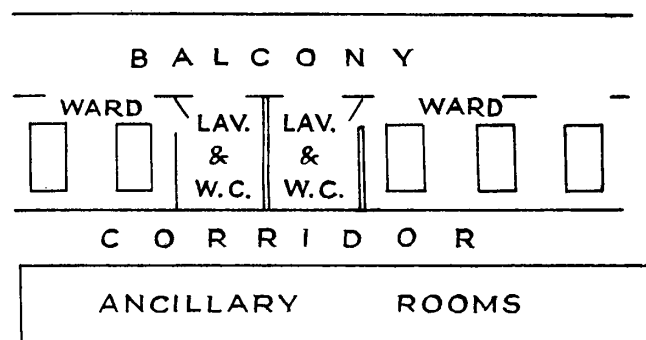 BALCONY
WARD LAV. LAV. WARD
& &
W.C. W.C.
CORRIDOR
ANCILLARY ROOMS